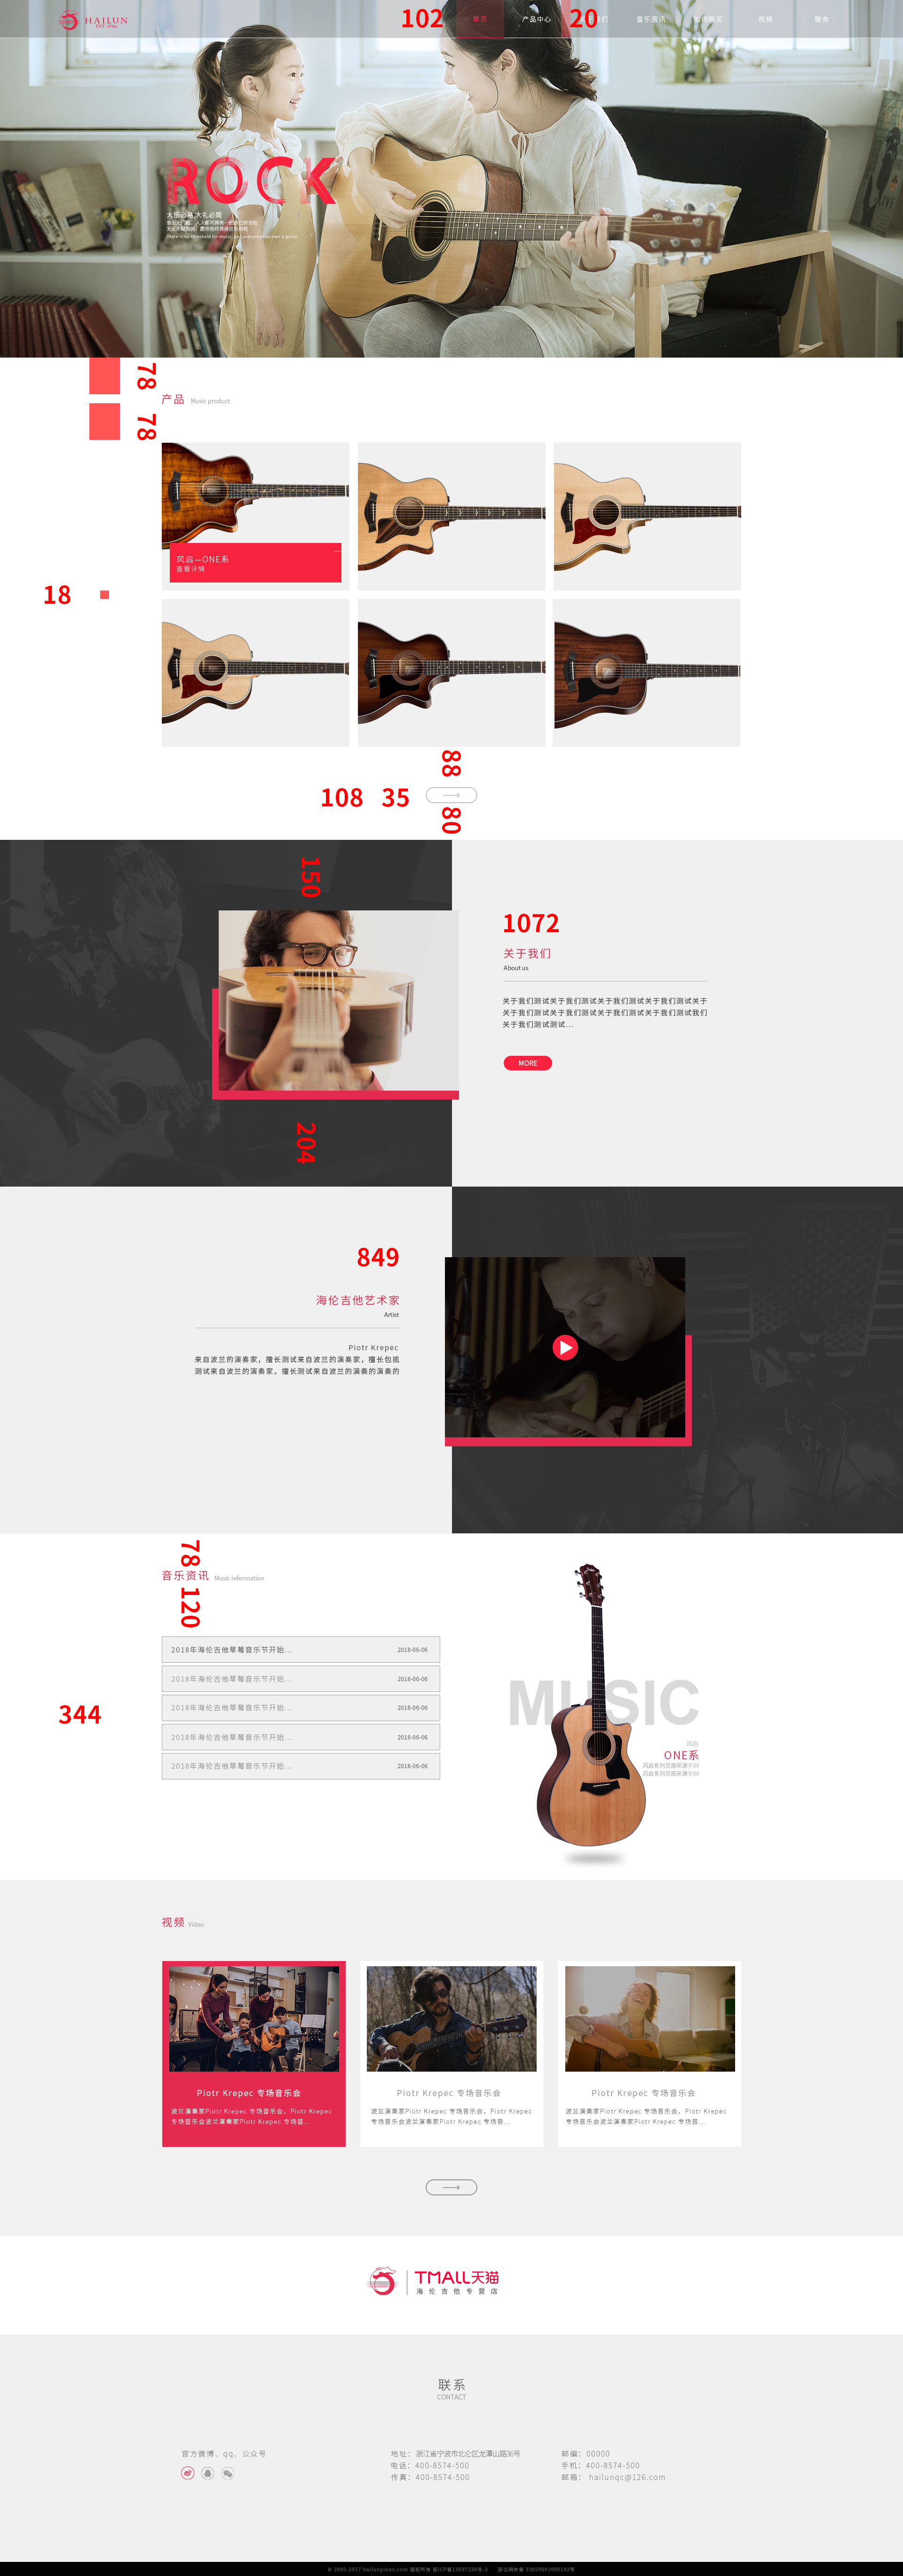 HAILUN
EST.1986
102
首页
产品中心
20
们
音乐资讯
视频
服务
ROCK
大乐必易,大礼必简
There is no threshold for music, and everyone can own a guitar.
78
产品 Music product
78
风启—ONE系
查看详情
18
88
108 35
80
150
1072
关于我们
About us
关于我们测试关于我们测试关于我们测试关于我们测试关于
关于我们测试关于我们测试关于我们测试关于我们测试我们
关于我们测试测试...
MORE
204
849
海伦吉他艺术家
Artist
Piotr Krepec
来自波兰的演奏家，擅长测试来自波兰的演奏家，擅长包揽
测试来自波兰的演奏家，擅长测试来自波兰的演奏的演奏的
78
音乐资讯 Music information
120
2018年海伦吉他草莓音乐节开始... 2018-06-06
2018年海伦吉他草莓音乐节开始... 2018-06-06
2018年海伦吉他草莓音乐节开始... 2018-06-06
2018年海伦吉他草莓音乐节开始... 2018-06-06
2018年海伦吉他草莓音乐节开始... 2018-06-06
344
MUSIC
风启
ONE系
风启系列灵感来源于XX
风启系列灵感来源于XX
视频 Video
Piotr Krepec 专场音乐会
波兰演奏家Piotr Krepec 专场音乐会，Piotr Krepec
专场音乐会波兰演奏家Piotr Krepec 专场音...
Piotr Krepec 专场音乐会
波兰演奏家Piotr Krepec 专场音乐会，Piotr Krepec
专场音乐会波兰演奏家Piotr Krepec 专场音...
Piotr Krepec 专场音乐会
波兰演奏家Piotr Krepec 专场音乐会，Piotr Krepec
专场音乐会波兰演奏家Piotr Krepec 专场音...
TMALL天猫
海伦吉他专营店
联系
CONTACT
官方微博、qq、公众号
地址：浙江省宁波市北仑区龙潭山路36号
电话：400-8574-500
传真：400-8574-500
邮编：00000
手机：400-8574-500
邮箱： hailunqc@126.com
© 2005-2017 hailunpiano.com 版权所有 浙ICP备13037236号-2 浙公网安备 33020602000192号